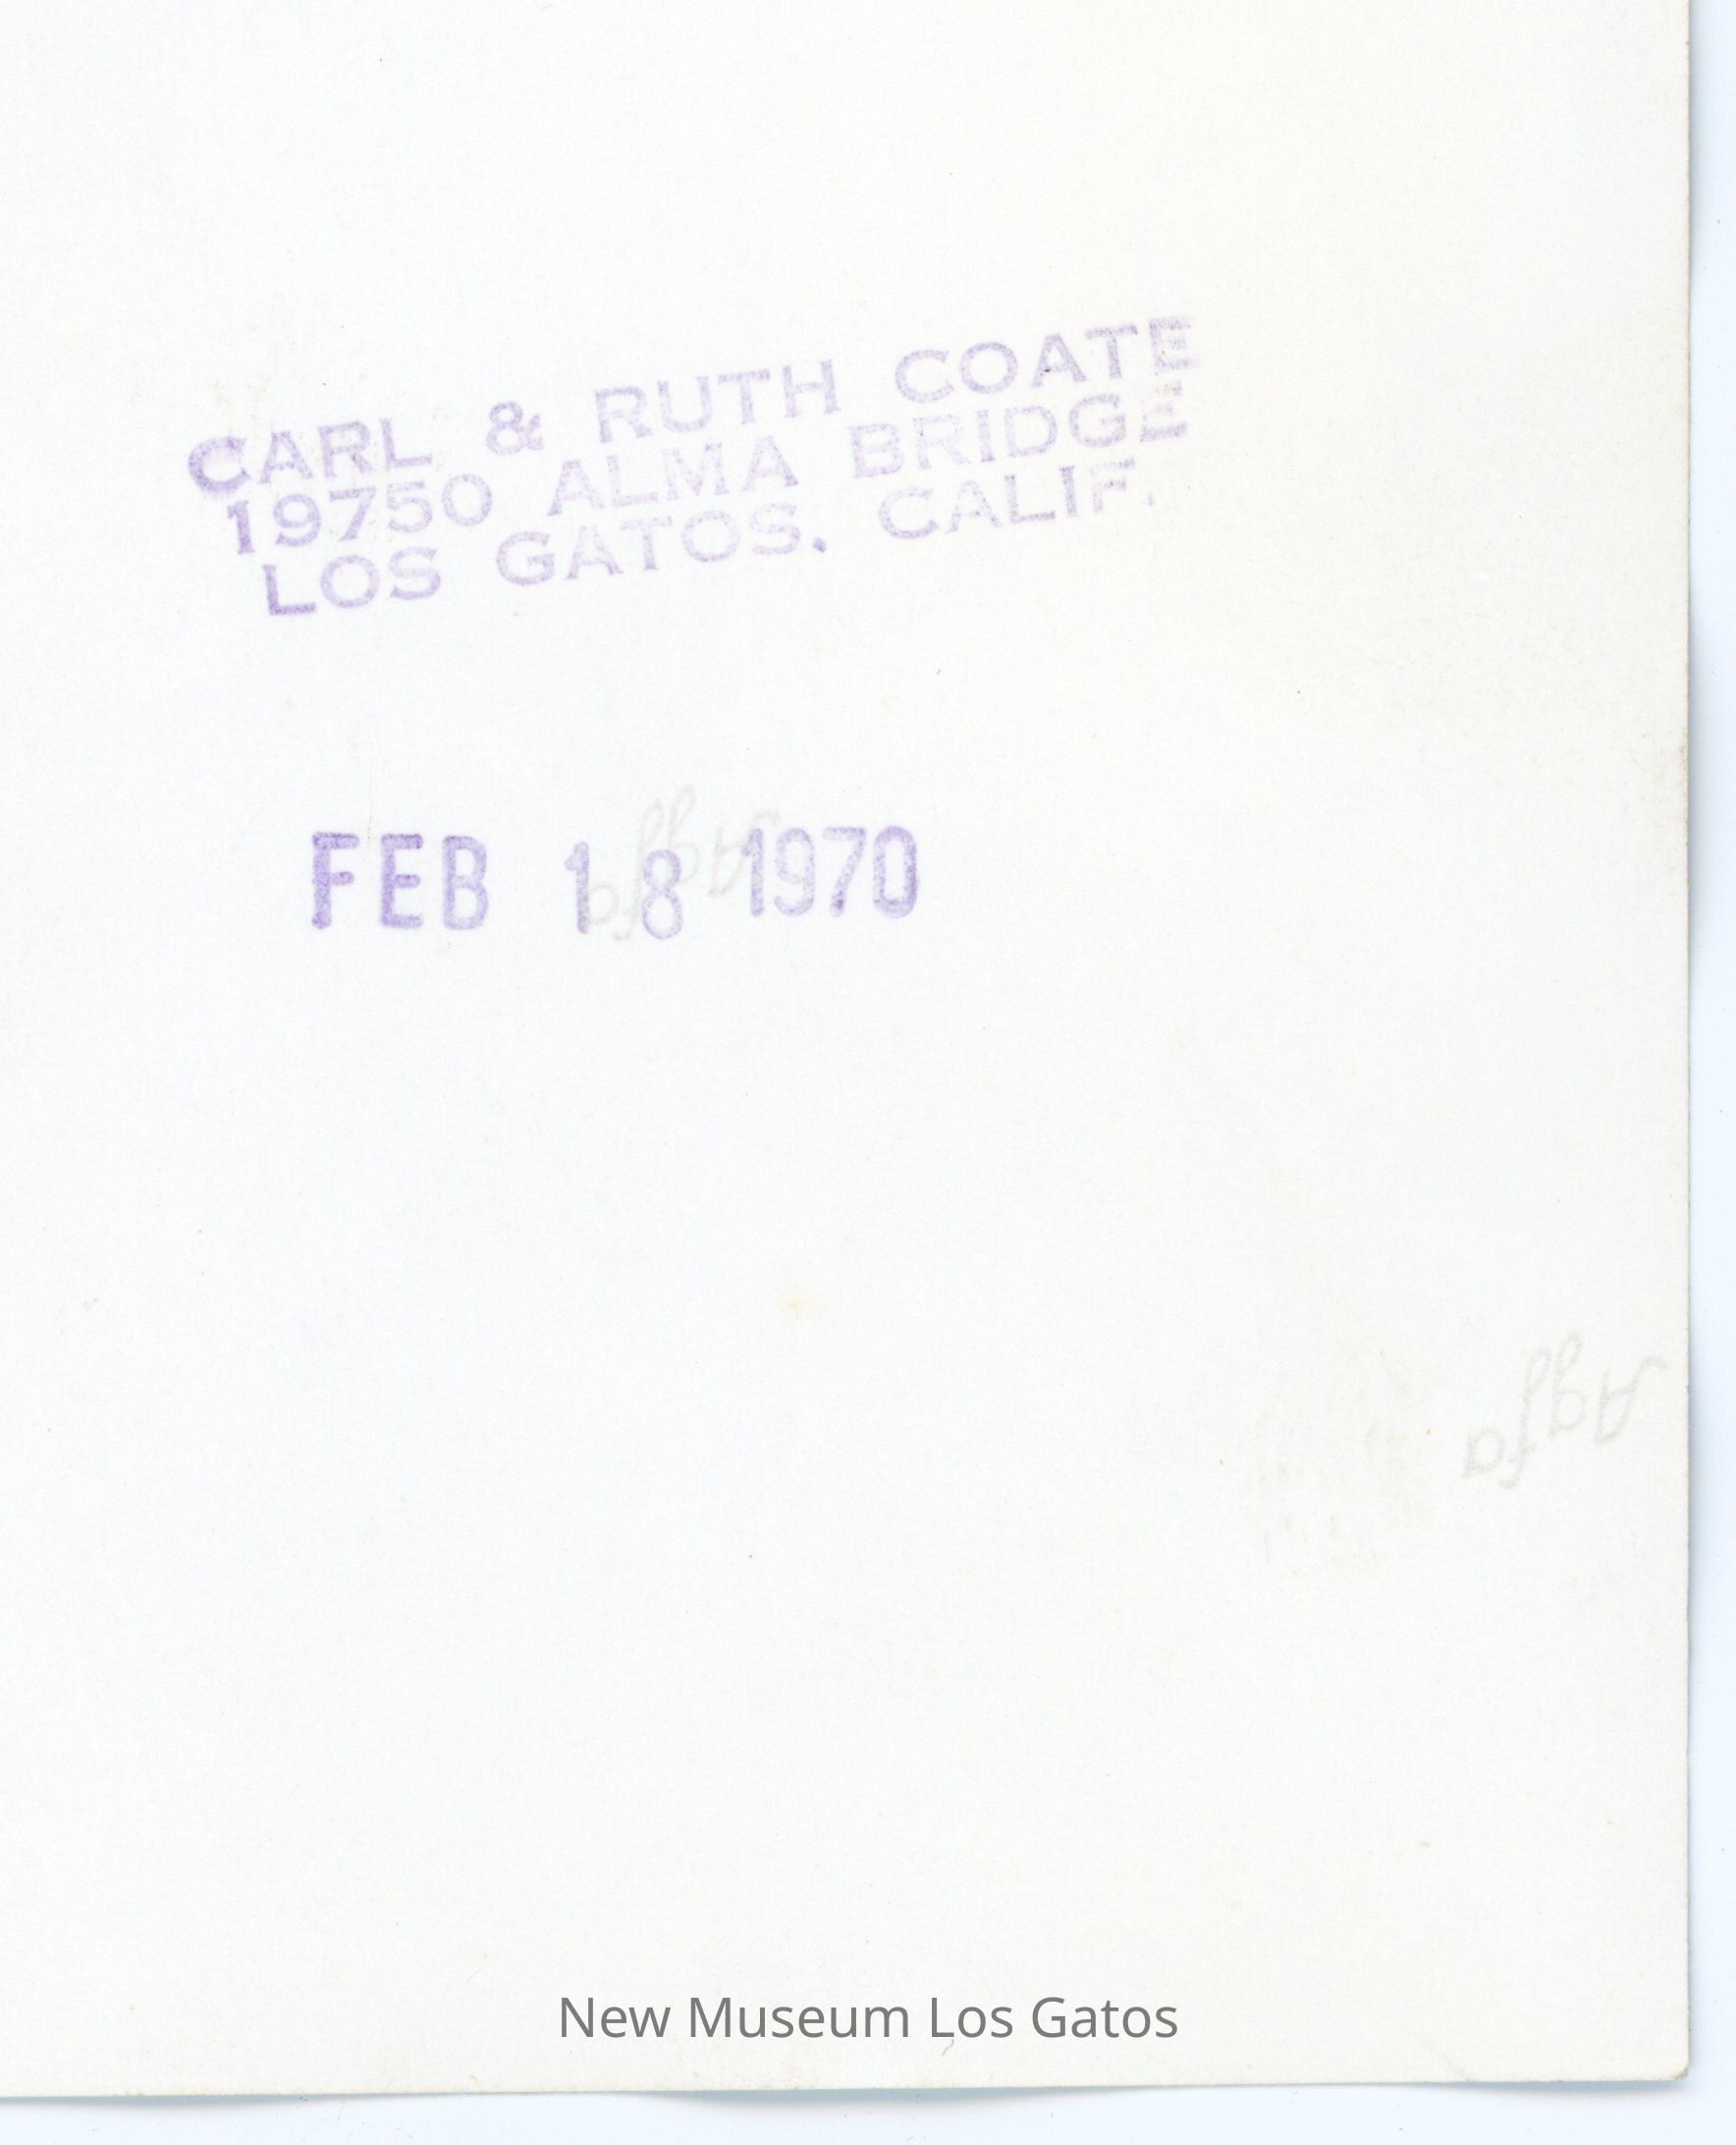 CARL & RUTH COATE
19750 ALMA BRIDGE
LOS GATOS, CALIF.
FEB 18 1970
Agfa
Agfa
New Museum Los Gatos